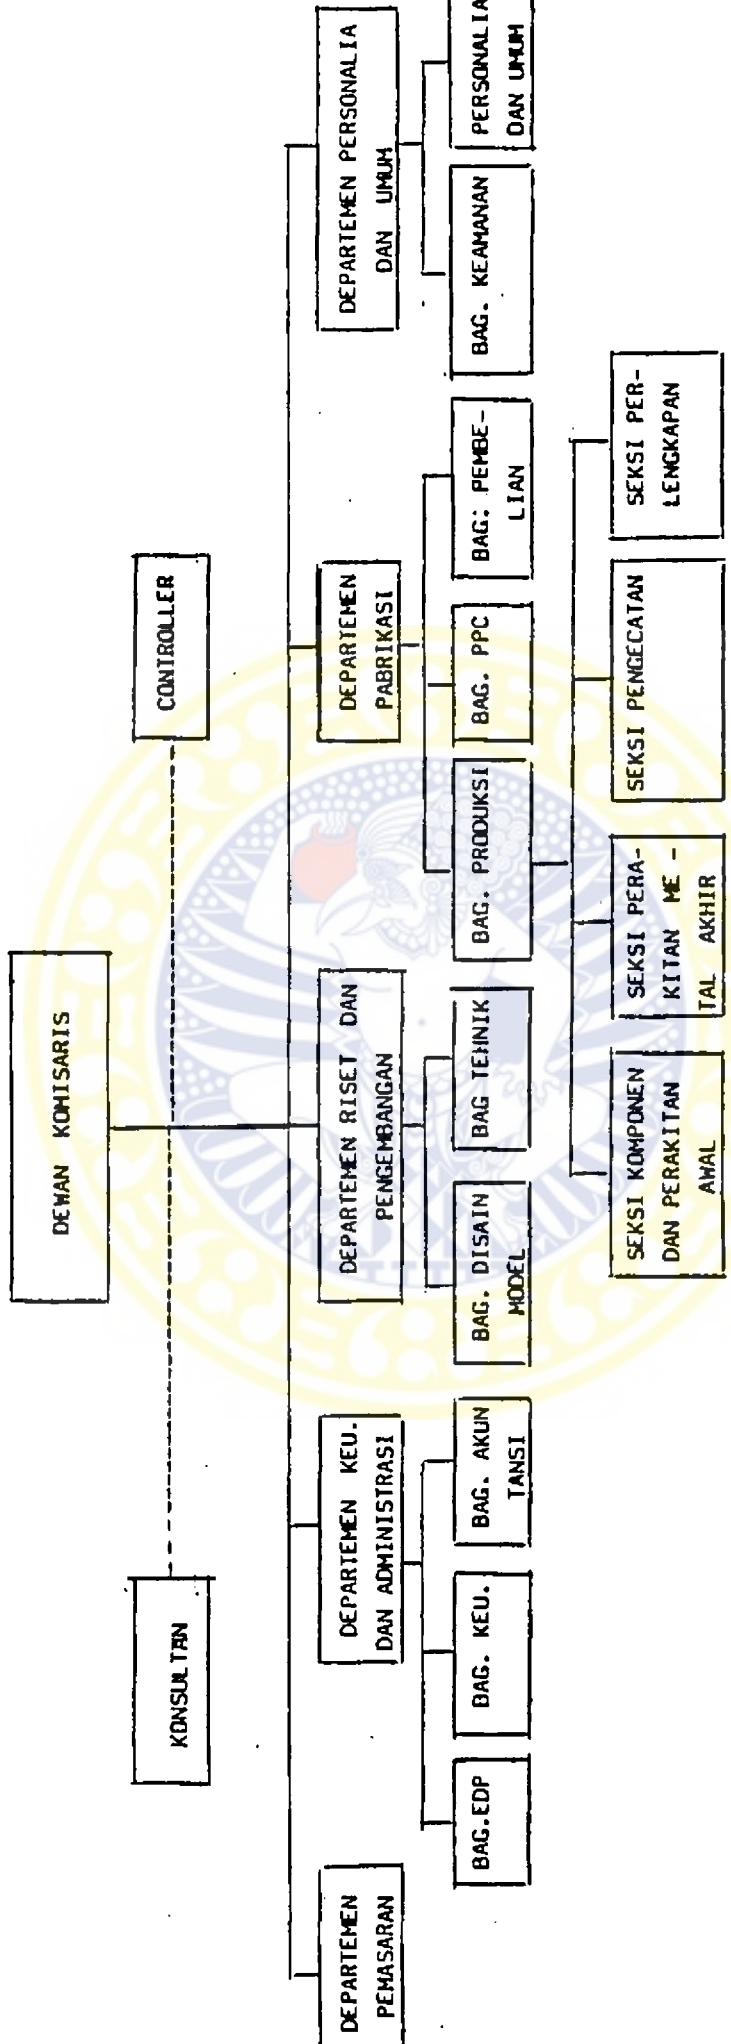 DEWAN KOMISARIS
KONSULTAN
CONTROLLER
DEPARTEMEN
PEMASARAN
DEPARTEMEN KEU.
DAN ADMINISTRASI
DEPARTEMEN RISET DAN
PENGEMBANGAN
DEPARTEMEN
PABRIKASI
DEPARTEMEN PERSONALIA
DAN UMUM
BAG.EDP
BAG. KEU.
BAG. AKUN
TANSI
BAG. DISAIN
MODEL
BAG TEHNIK
BAG. PRODUKSI
BAG. PPC
BAG: PEMBE-
LIAN
BAG. KEAMANAN
PERSONALIA
DAN UMUM
SEKSI KOMPONEN
DAN PERAKITAN
AWAL
SEKSI PERA-
KITAN ME -
TAL AKHIR
SEKSI PENGECATAN
SEKSI PER-
LENGKAPAN